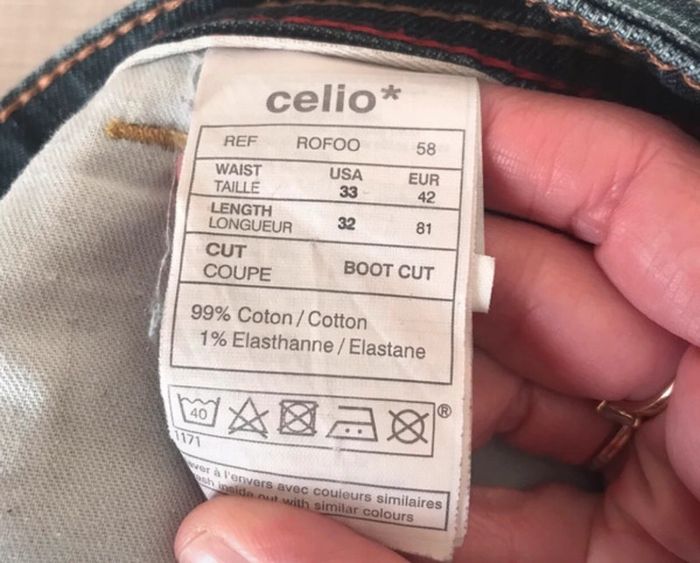 celio*
REF ROFOO 58
WAIST USA EUR
TAILLE 33 42
LENGTH
LONGUEUR 32 81
CUT
COUPE BOOT CUT
99% Coton / Cotton
1% Elasthanne / Elastane
40 ®
1171
à l'envers avec couleurs similaires
inside out with similar colours